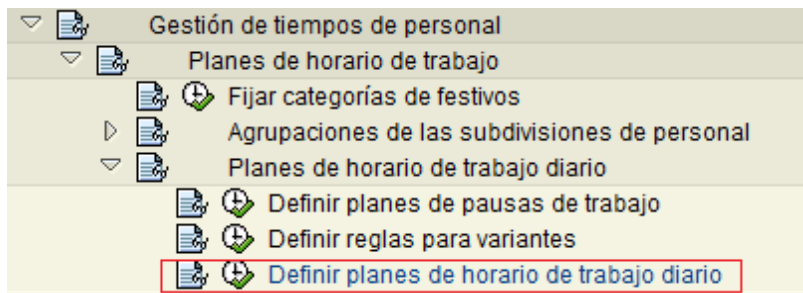 Gestión de tiempos de personal
Planes de horario de trabajo
Fijar categorías de festivos
Agrupaciones de las subdivisiones de personal
Planes de horario de trabajo diario
Definir planes de pausas de trabajo
Definir reglas para variantes
Definir planes de horario de trabajo diario